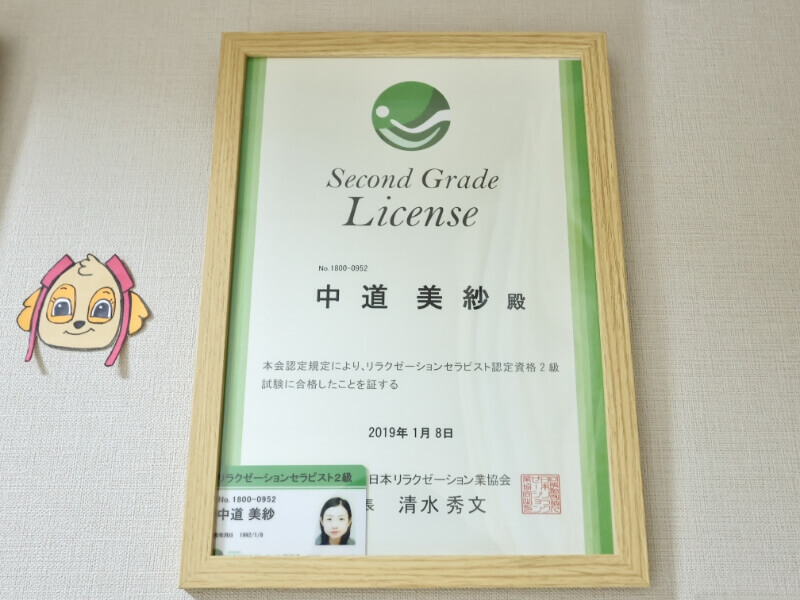 Second Grade
License
No.1800-0952
中道 美紗 殿
本会認定規定により、リラクゼーションセラピスト認定資格2級
試験に合格したことを証する
2019年 1月 8日
日本リラクゼーション業協会
長 清水 秀文
リラクゼーションセラピスト2級
No.1800-0952
中道 美紗
1992/1/8